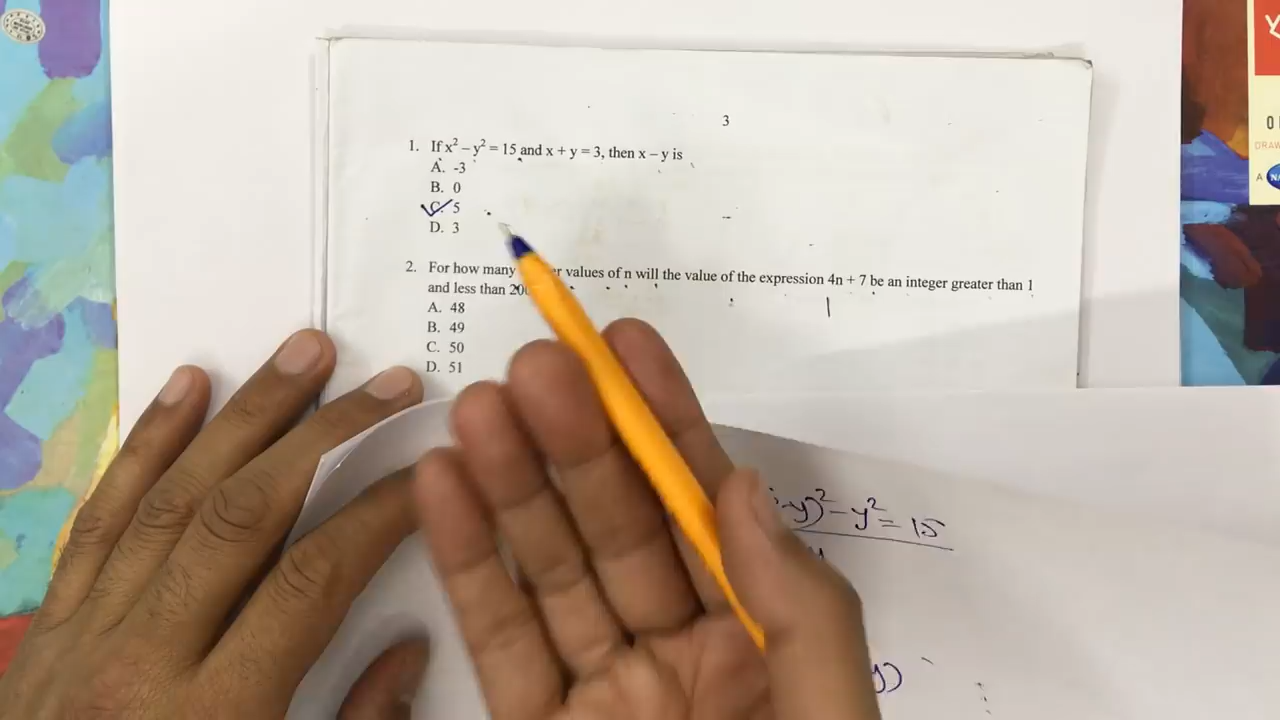 3
1. If x² – y² = 15 and x + y = 3, then x – y is
A. -3
B. 0
C. 5
D. 3
2. For how many values of n will the value of the expression 4n + 7 be an integer greater than 1
and less than
A. 48
B. 49
C. 50
D. 51
-y)² - y² = 15
y)